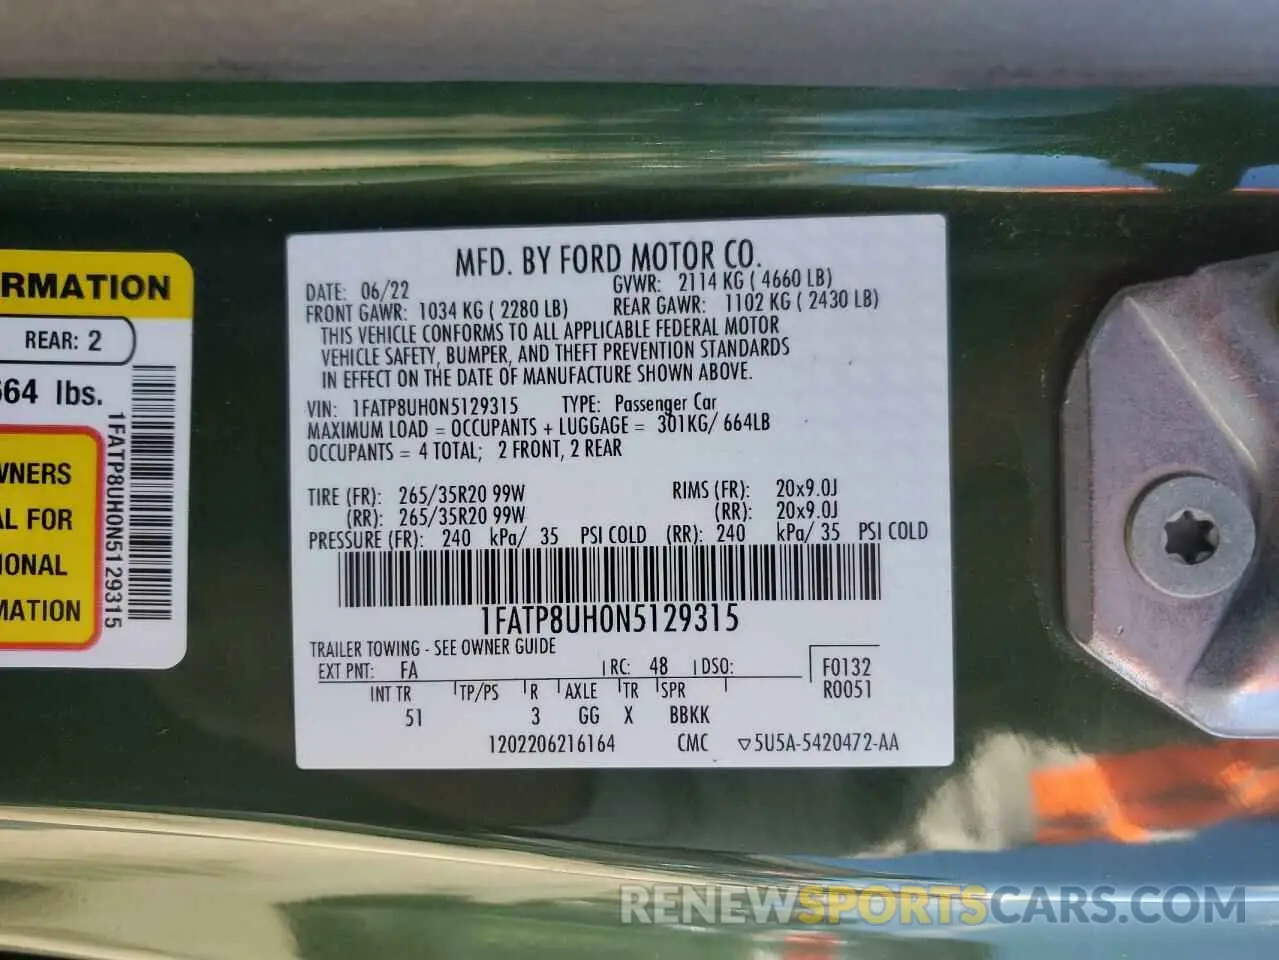 MFD. BY FORD MOTOR CO.
DATE: 06/22 GVWR: 2114 KG ( 4660 LB)
FRONT GAWR: 1034 KG ( 2280 LB) REAR GAWR: 1102 KG ( 2430 LB)
THIS VEHICLE CONFORMS TO ALL APPLICABLE FEDERAL MOTOR
VEHICLE SAFETY, BUMPER, AND THEFT PREVENTION STANDARDS
IN EFFECT ON THE DATE OF MANUFACTURE SHOWN ABOVE.
VIN: 1FATP8UH0N5129315 TYPE: Passenger Car
MAXIMUM LOAD = OCCUPANTS + LUGGAGE = 301KG/ 664LB
OCCUPANTS = 4 TOTAL; 2 FRONT, 2 REAR
TIRE (FR): 265/35R20 99W RIMS (FR): 20x9.0J
(RR): 265/35R20 99W (RR): 20x9.0J
PRESSURE (FR): 240 kPa/ 35 PSI COLD (RR): 240 kPa/ 35 PSI COLD
1FATP8UH0N5129315
TRAILER TOWING - SEE OWNER GUIDE
EXT PNT: FA RC: 48 DSO: F0132
R0051
INT TR TP/PS R AXLE TR SPR
51 3 GG X BBKK
1202206216164 CMC ▽5U5A-5420472-AA
RMATION
REAR: 2
664 lbs.
1FATP8UH0N5129315
WNERS
AL FOR
IONAL
MATION
RENEWSPORTSCARS.COM